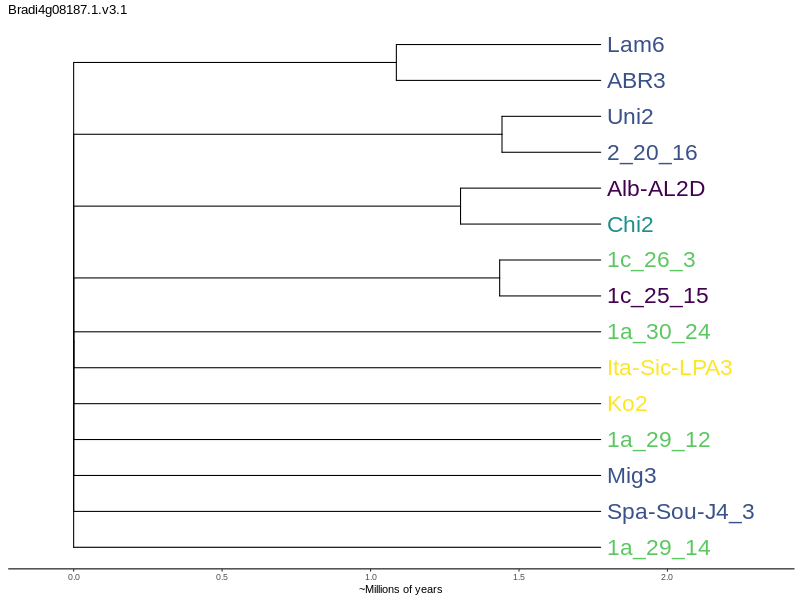 Bradi4g08187.1.v3.1
Lam6
ABR3
Uni2
2_20_16
Alb-AL2D
Chi2
1c_26_3
1c_25_15
1a_30_24
Ita-Sic-LPA3
Ko2
1a_29_12
Mig3
Spa-Sou-J4_3
1a_29_14
0.0 0.5 1.0 1.5 2.0
~Millions of years